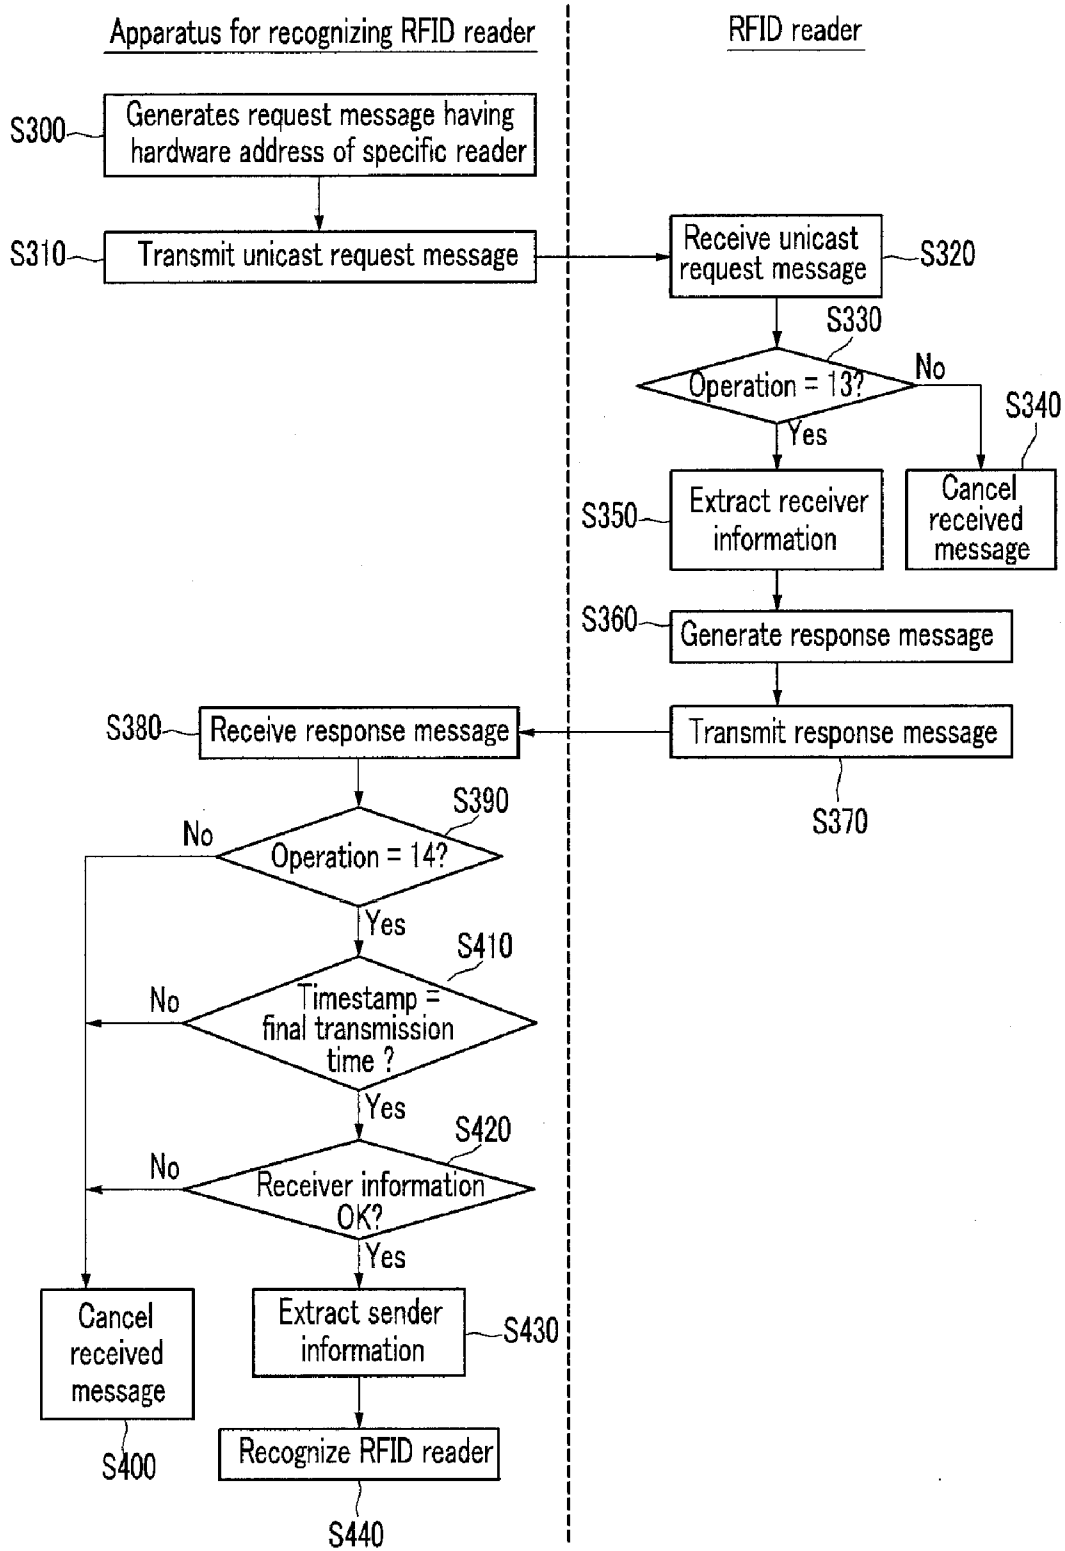 Apparatus for recognizing RFID reader
RFID reader
S300
Generates request message having
hardware address of specific reader
S310
Transmit unicast request message
Receive unicast
request message
S320
S330
Operation = 13?
No
Yes
S340
S350
Extract receiver
information
Cancel
received
message
S360
Generate response message
S380
Receive response message
Transmit response message
S370
S390
No
Operation = 14?
Yes
S410
No
Timestamp =
final transmission
time ?
Yes
S420
No
Receiver information
OK?
Yes
Cancel
received
message
S400
Extract sender
information
S430
Recognize RFID reader
S440